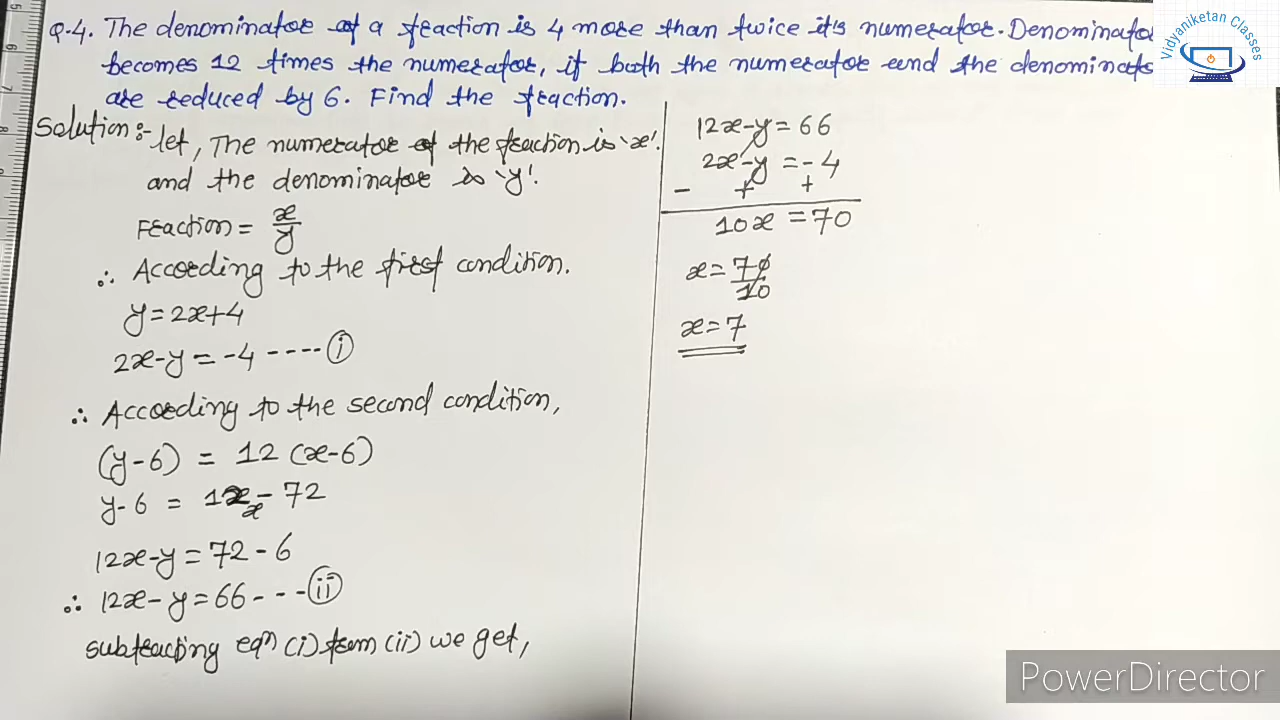 Q.4. The denominator of a fraction is 4 more than twice it's numerator. Denominato
becomes 12 times the numerator, if both the numerator and the denominato
are reduced by 6. Find the fraction.
Solution:- let, The numerator of the fraction is 'x'.
and the denominator is 'y'.
Fraction = x/y
∴ According to the first condition.
y = 2x+4
2x-y = -4 ---- (i)
∴ According to the second condition,
(y-6) = 12 (x-6)
y-6 = 12x - 72
12x-y = 72 - 6
∴ 12x-y = 66 --- (ii)
subtracting eqn (i) from (ii) we get,
12x-y = 66
2x-y = -4
- + +
10x = 70
x = 70/10
x = 7
Vidyaniketan Classes
PowerDirector